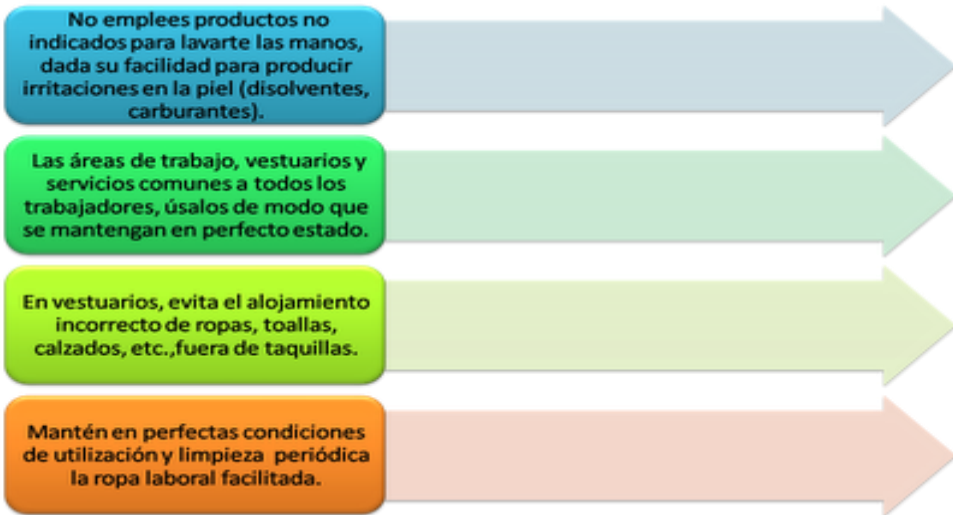 No emplees productos no
indicados para lavarte las manos,
dada su facilidad para producir
irritaciones en la piel (disolventes,
carburantes).
Las áreas de trabajo, vestuarios y
servicios comunes a todos los
trabajadores, úsalos de modo que
se mantengan en perfecto estado.
En vestuarios, evita el alojamiento
incorrecto de ropas, toallas,
calzados, etc.,fuera de taquillas.
Mantén en perfectas condiciones
de utilización y limpieza periódica
la ropa laboral facilitada.